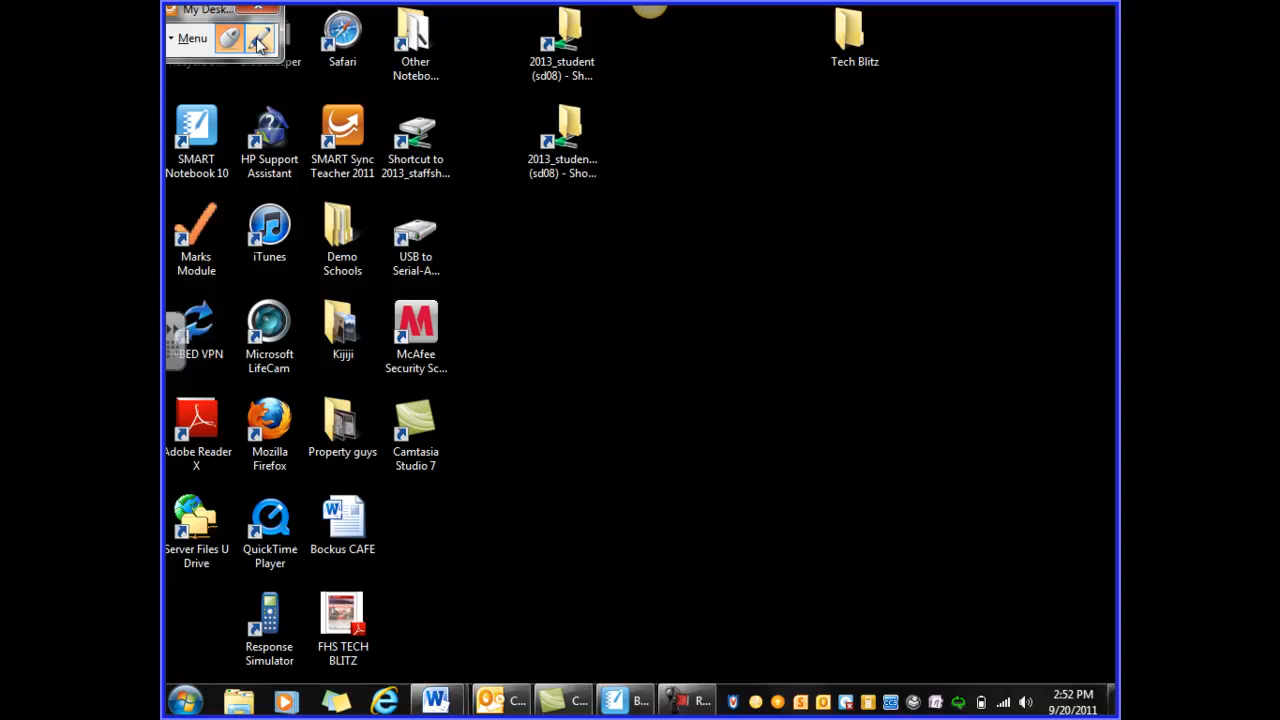 My Desk...
Menu
Safari
Other
Notebo...
2013_student
(sd08) - Sho...
Tech Blitz
SMART
Notebook 10
HP Support
Assistant
SMART Sync
Teacher 2011
Shortcut to
2013_staffsh...
2013_studen...
(sd08) - Sho...
Marks
Module
iTunes
Demo
Schools
USB to
Serial-A...
BED VPN
Microsoft
LifeCam
Kijiji
McAfee
Security Sc...
Adobe Reader
X
Mozilla
Firefox
Property guys
Camtasia
Studio 7
Server Files U
Drive
QuickTime
Player
Bockus CAFE
Response
Simulator
FHS TECH
BLITZ
C...
C...
B...
R...
2:52 PM
9/20/2011